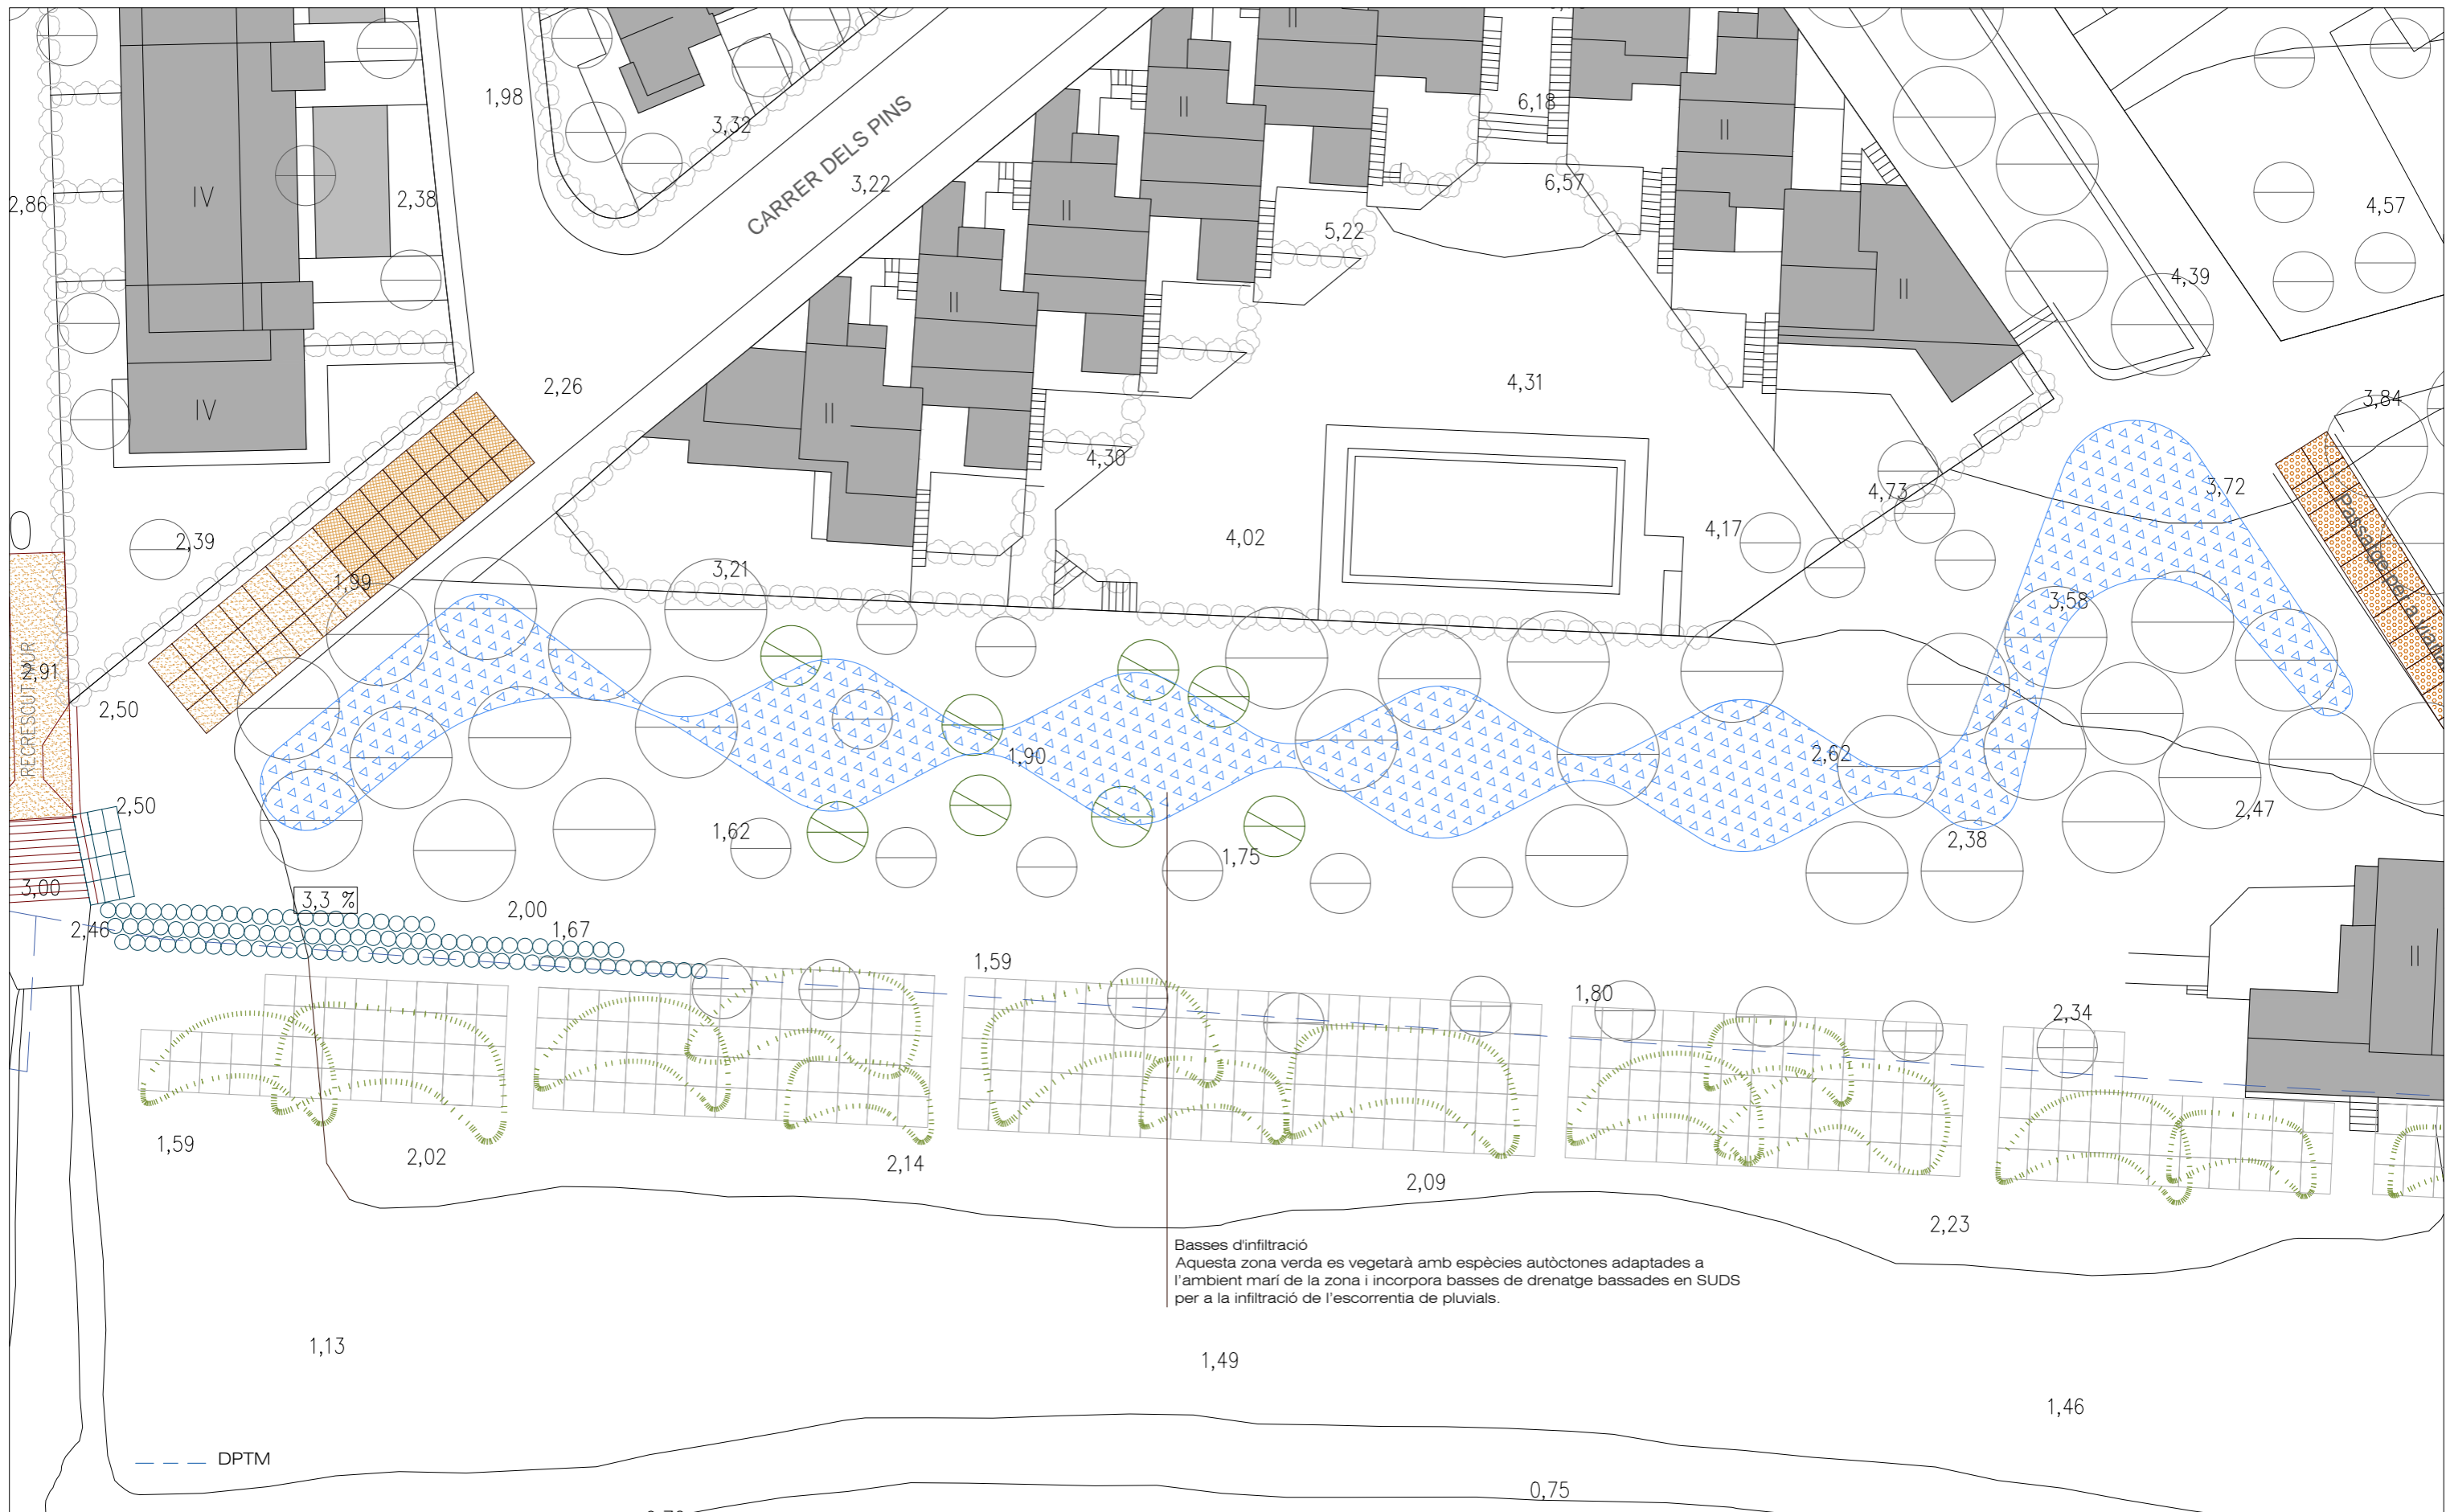 1,98
3,32
CARRER DELS PINS
3,22
6,18
6,57
5,22
2,86
2,38
4,57
4,39
IV
IV
II
II
II
II
II
II
II
II
2,26
4,31
4,30
3,84
3,72
4,73
4,17
4,02
0
2,39
1,99
3,21
3,58
Passatge per a vianan
2,91
RECRESCUT MUR
2,50
1,90
2,62
2,50
1,62
1,75
2,38
2,47
3,00
3,3 %
2,00
2,46
1,67
1,59
1,80
2,34
II
1,59
2,02
2,14
2,09
2,23
Basses d'infiltració
Aquesta zona verda es vegetarà amb espècies autòctones adaptades a
l'ambient marí de la zona i incorpora basses de drenatge bassades en SUDS
per a la infiltració de l'escorrentia de pluvials.
1,13
1,49
1,46
DPTM
0,75